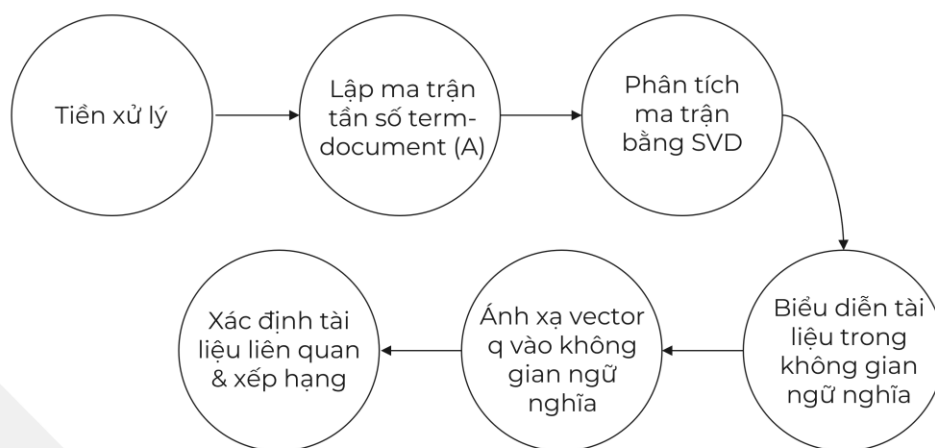 Tiền xử lý
Lập ma trận
tần số term-
document (A)
Phân tích
ma trận
bằng SVD
Biểu diễn tài
liệu trong
không gian
ngữ nghĩa
Ánh xạ vector
q vào không
gian ngữ
nghĩa
Xác định tài
liệu liên quan
& xếp hạng